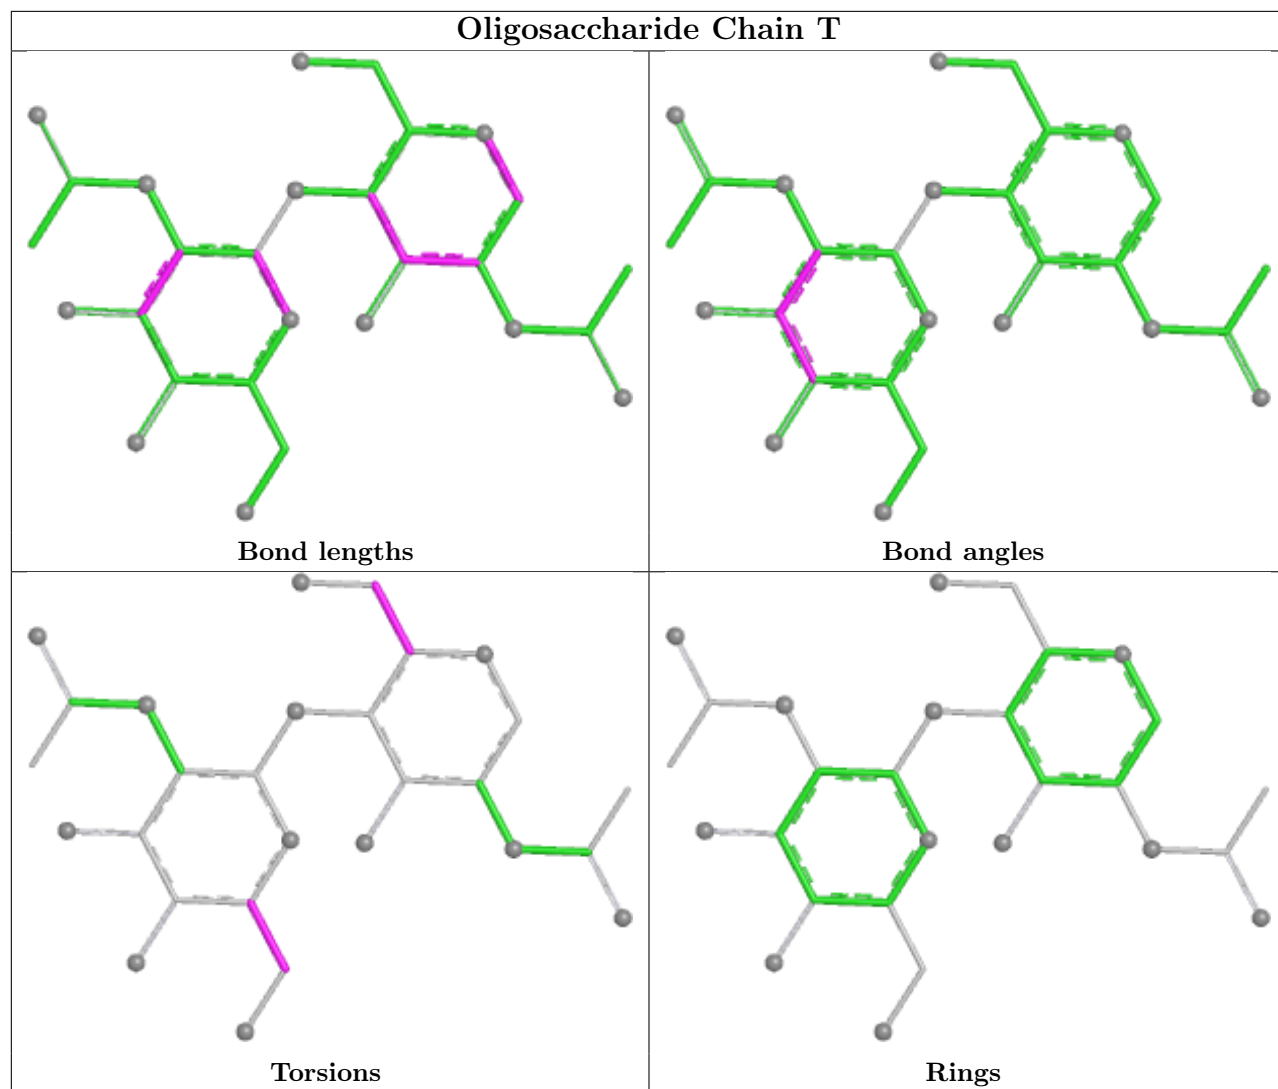 Oligosaccharide Chain T
Bond lengths
Bond angles
Torsions
Rings